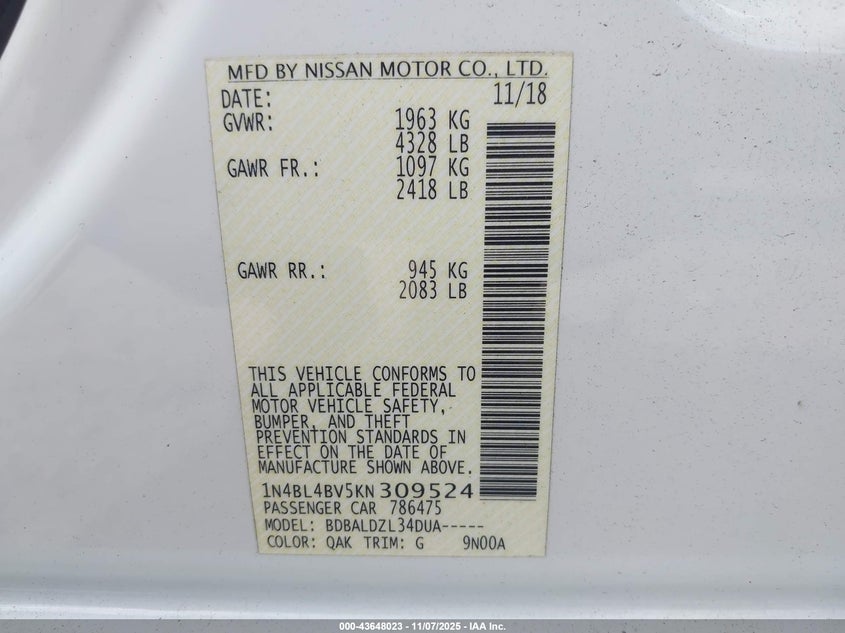 MFD BY NISSAN MOTOR CO., LTD.
DATE: 11/18
GVWR: 1963 KG
4328 LB
GAWR FR.: 1097 KG
2418 LB
GAWR RR.: 945 KG
2083 LB
THIS VEHICLE CONFORMS TO
ALL APPLICABLE FEDERAL
MOTOR VEHICLE SAFETY,
BUMPER, AND THEFT
PREVENTION STANDARDS IN
EFFECT ON THE DATE OF
MANUFACTURE SHOWN ABOVE.
1N4BL4BV5KN309524
PASSENGER CAR 786475
MODEL: BDBALDZL34DUA-----
COLOR: QAK TRIM: G 9N00A
000-43648023 — 11/07/2025 — IAA Inc.